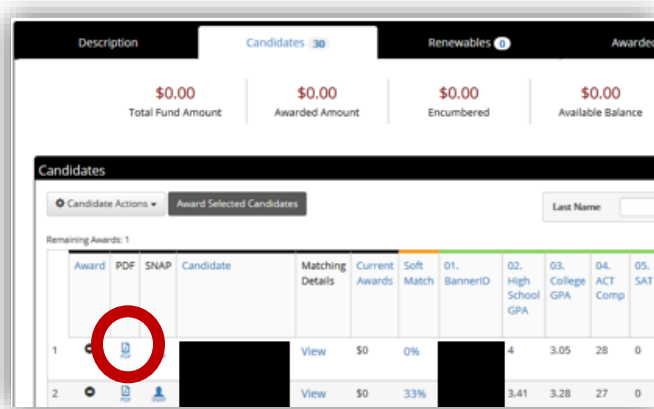 Description Candidates 30 Renewables 0 Awarded
$0.00 $0.00 $0.00 $0.00
Total Fund Amount Awarded Amount Encumbered Available Balance
Candidates
Candidate Actions Award Selected Candidates Last Name
Remaining Awards: 1
Award PDF SNAP Candidate Matching Details Current Awards Soft Match 01. BannerID 02. High School GPA 03. College GPA 04. ACT Comp 05. SAT
1 PDF View $0 0% 4 3.05 28 0
2 PDF View $0 33% 3.41 3.28 27 0